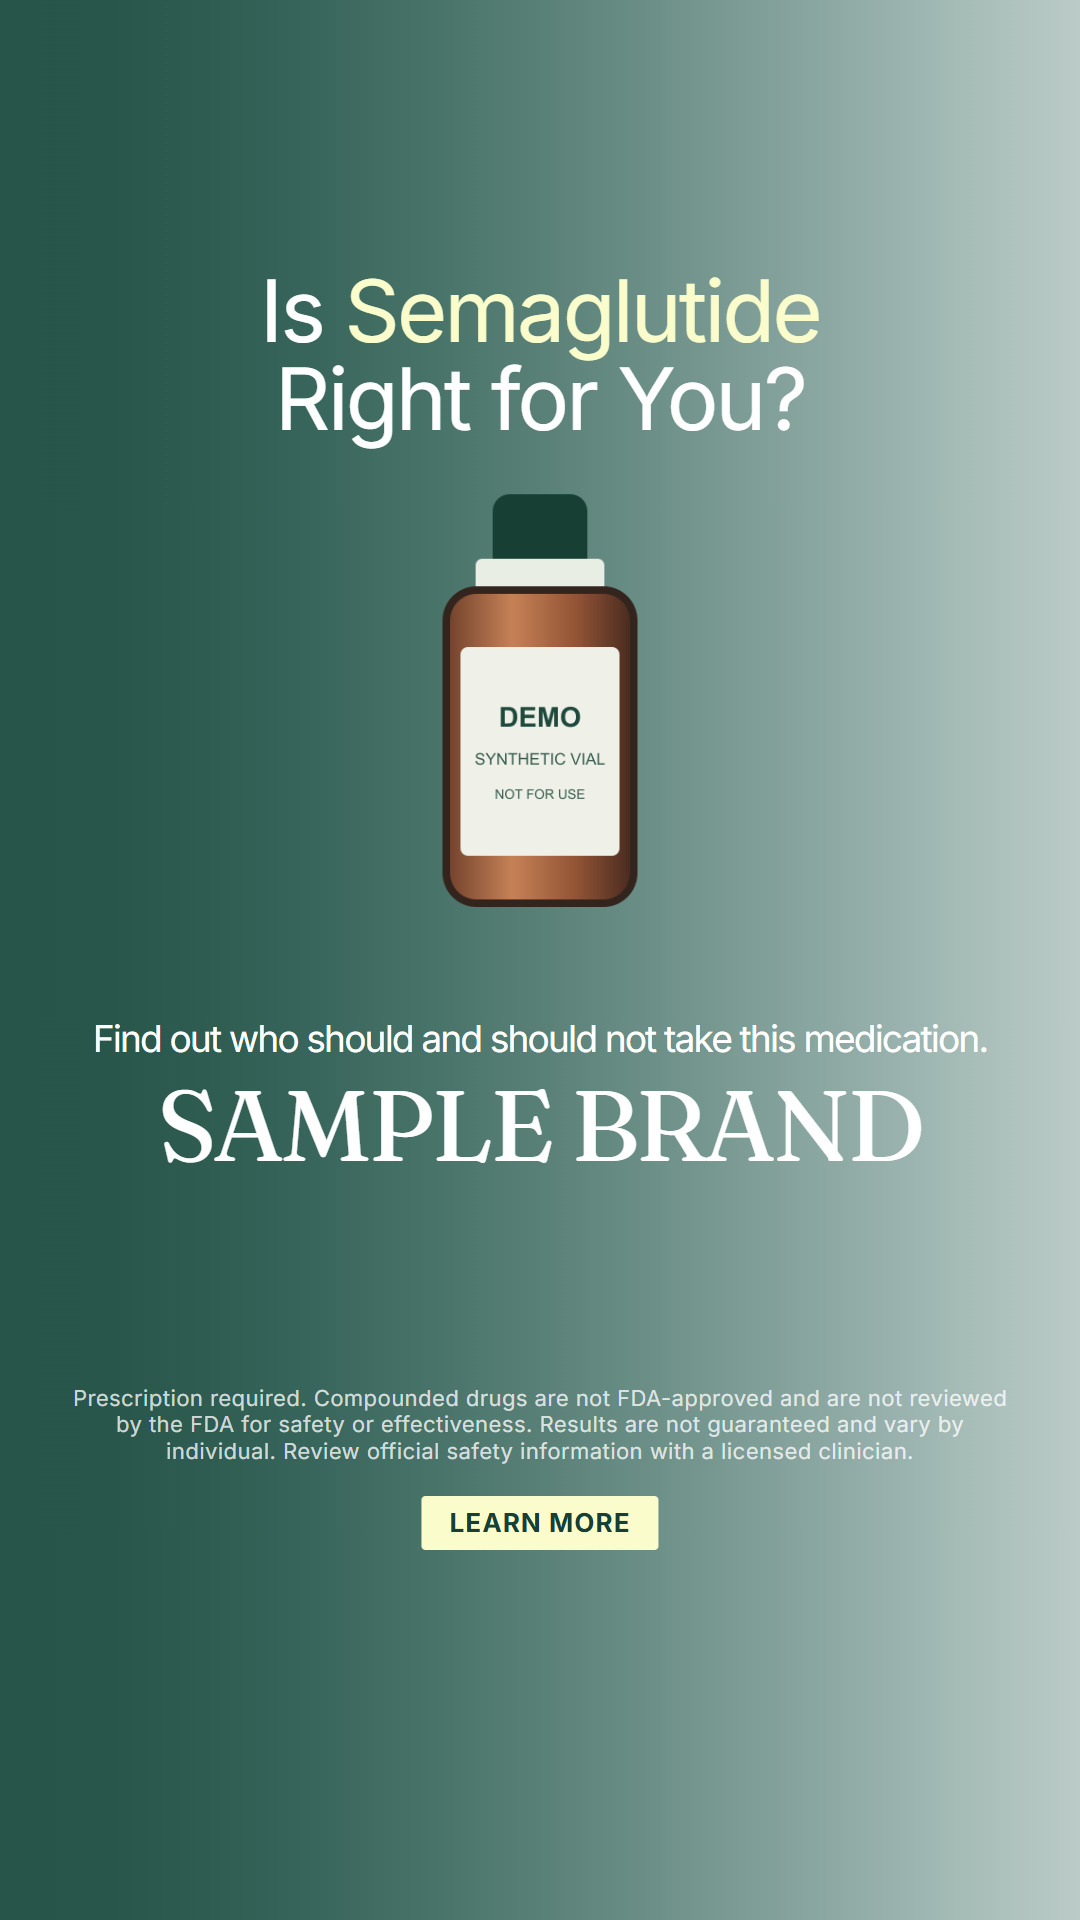 Is Semaglutide
Right for You?
DEMO
SYNTHETIC VIAL
NOT FOR USE
Find out who should and should not take this medication.
SAMPLE BRAND
Prescription required. Compounded drugs are not FDA-approved and are not reviewed
by the FDA for safety or effectiveness. Results are not guaranteed and vary by
individual. Review official safety information with a licensed clinician.
LEARN MORE